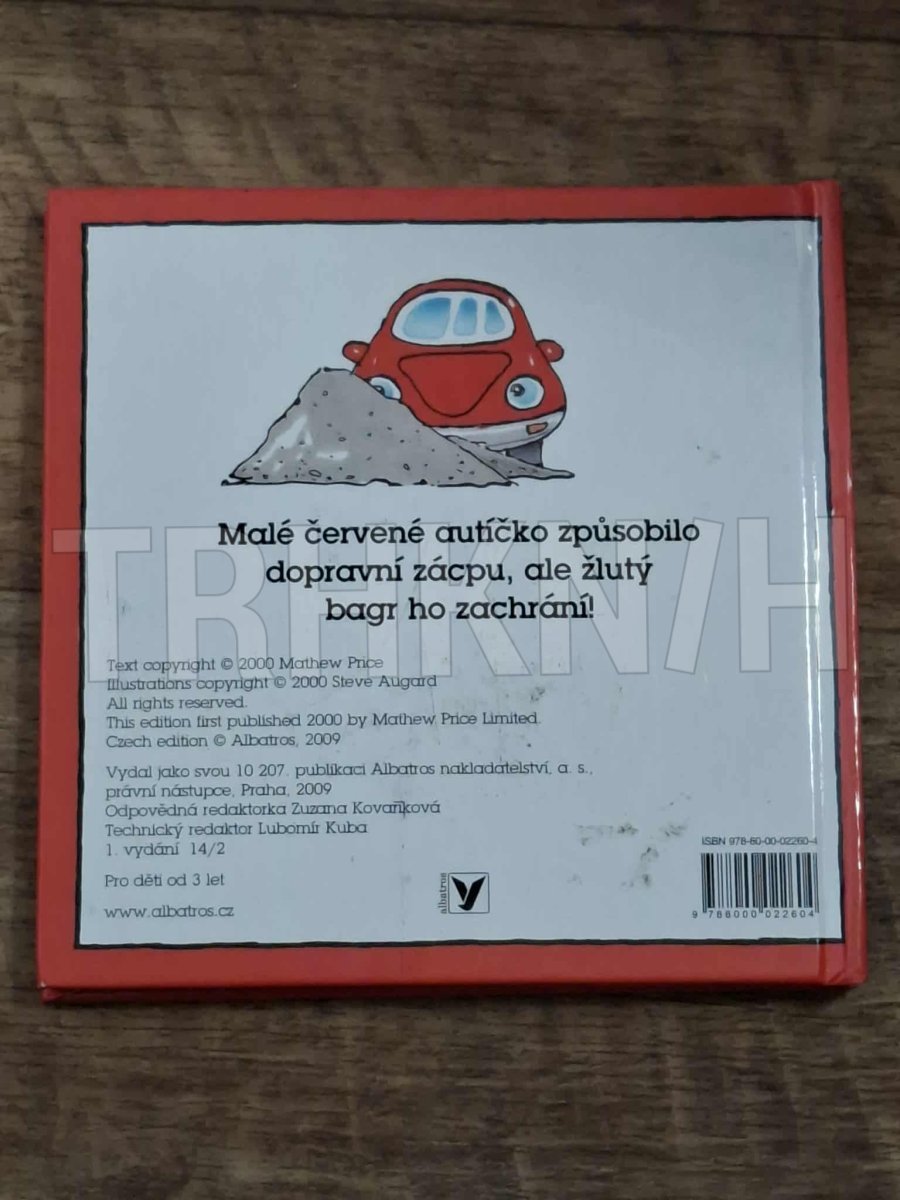 Malé červené autíčko způsobilo
dopravní zácpu, ale žlutý
bagr ho zachrání!
TRHKNIH
Text copyright © 2000 Mathew Price
Illustrations copyright © 2000 Steve Augard
All rights reserved.
This edition first published 2000 by Mathew Price Limited.
Czech edition © Albatros, 2009
Vydal jako svou 10 207. publikaci Albatros nakladatelství, a. s.,
právní nástupce, Praha, 2009
Odpovědná redaktorka Zuzana Kovaříková
Technický redaktor Lubomír Kuba
1. vydání 14/2
Pro děti od 3 let
www.albatros.cz
albatros
ISBN 978-80-00-02260-4
9 788000 022604